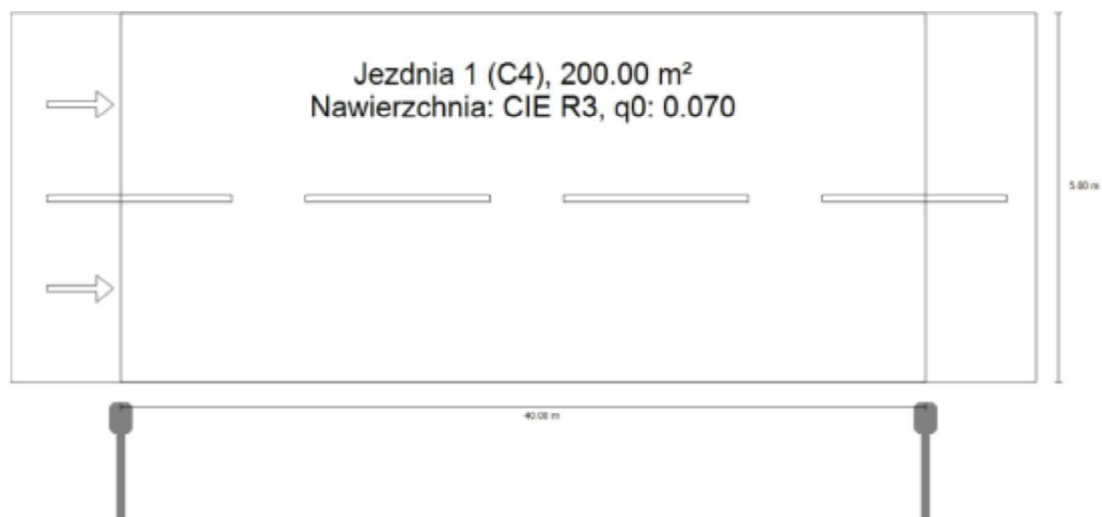 Jezdnia 1 (C4), 200.00 m²
Nawierzchnia: CIE R3, q0: 0.070
5.00 m
40.00 m